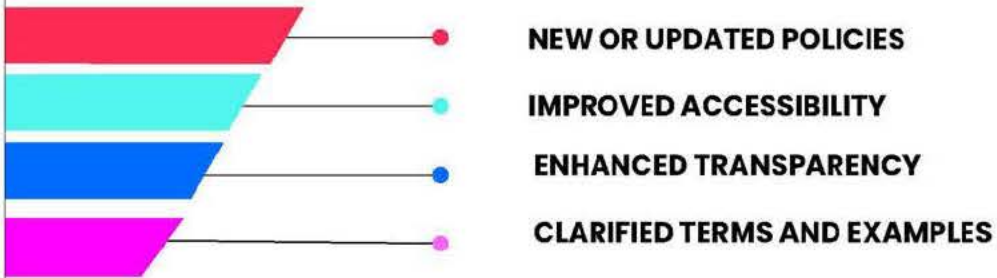 NEW OR UPDATED POLICIES
IMPROVED ACCESSIBILITY
ENHANCED TRANSPARENCY
CLARIFIED TERMS AND EXAMPLES